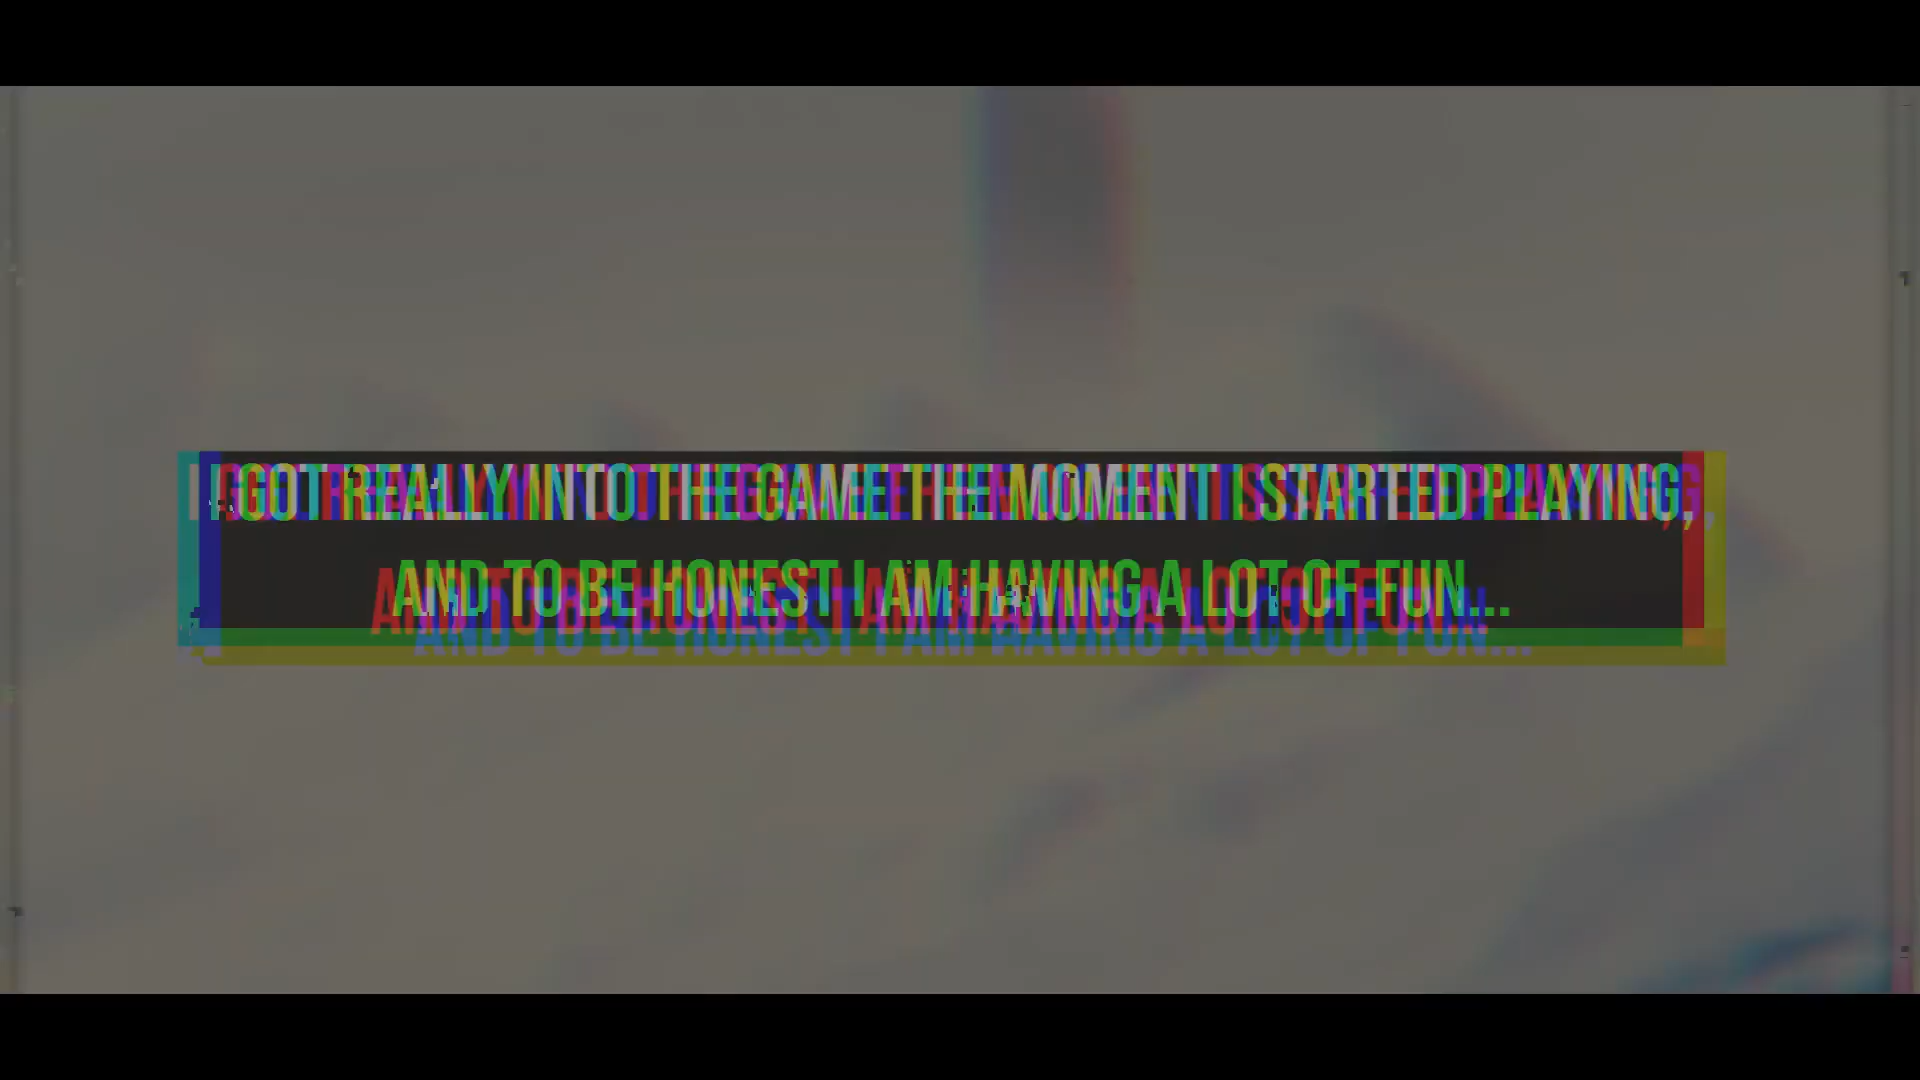 I GOT REALLY INTO THE GAME THE MOMENT I STARTED PLAYING,
AND TO BE HONEST I AM HAVING A LOT OF FUN...